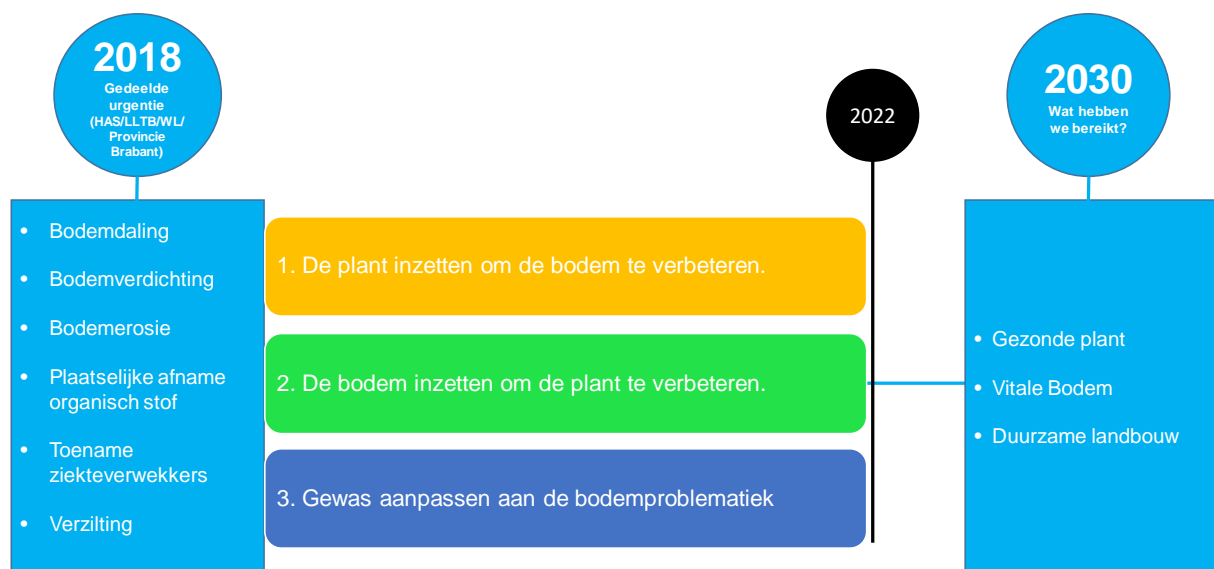 2018
Gedeelde
urgentie
(HAS/LLTB/WL/
Provincie
Brabant)
• Bodemdaling
• Bodemverdichting
• Bodemerosie
• Plaatselijke afname
organisch stof
• Toename
ziekteverwekkers
• Verzilting
1. De plant inzetten om de bodem te verbeteren.
2. De bodem inzetten om de plant te verbeteren.
3. Gewas aanpassen aan de bodemproblematiek
2022
2030
Wat hebben
we bereikt?
• Gezonde plant
• Vitale Bodem
• Duurzame landbouw